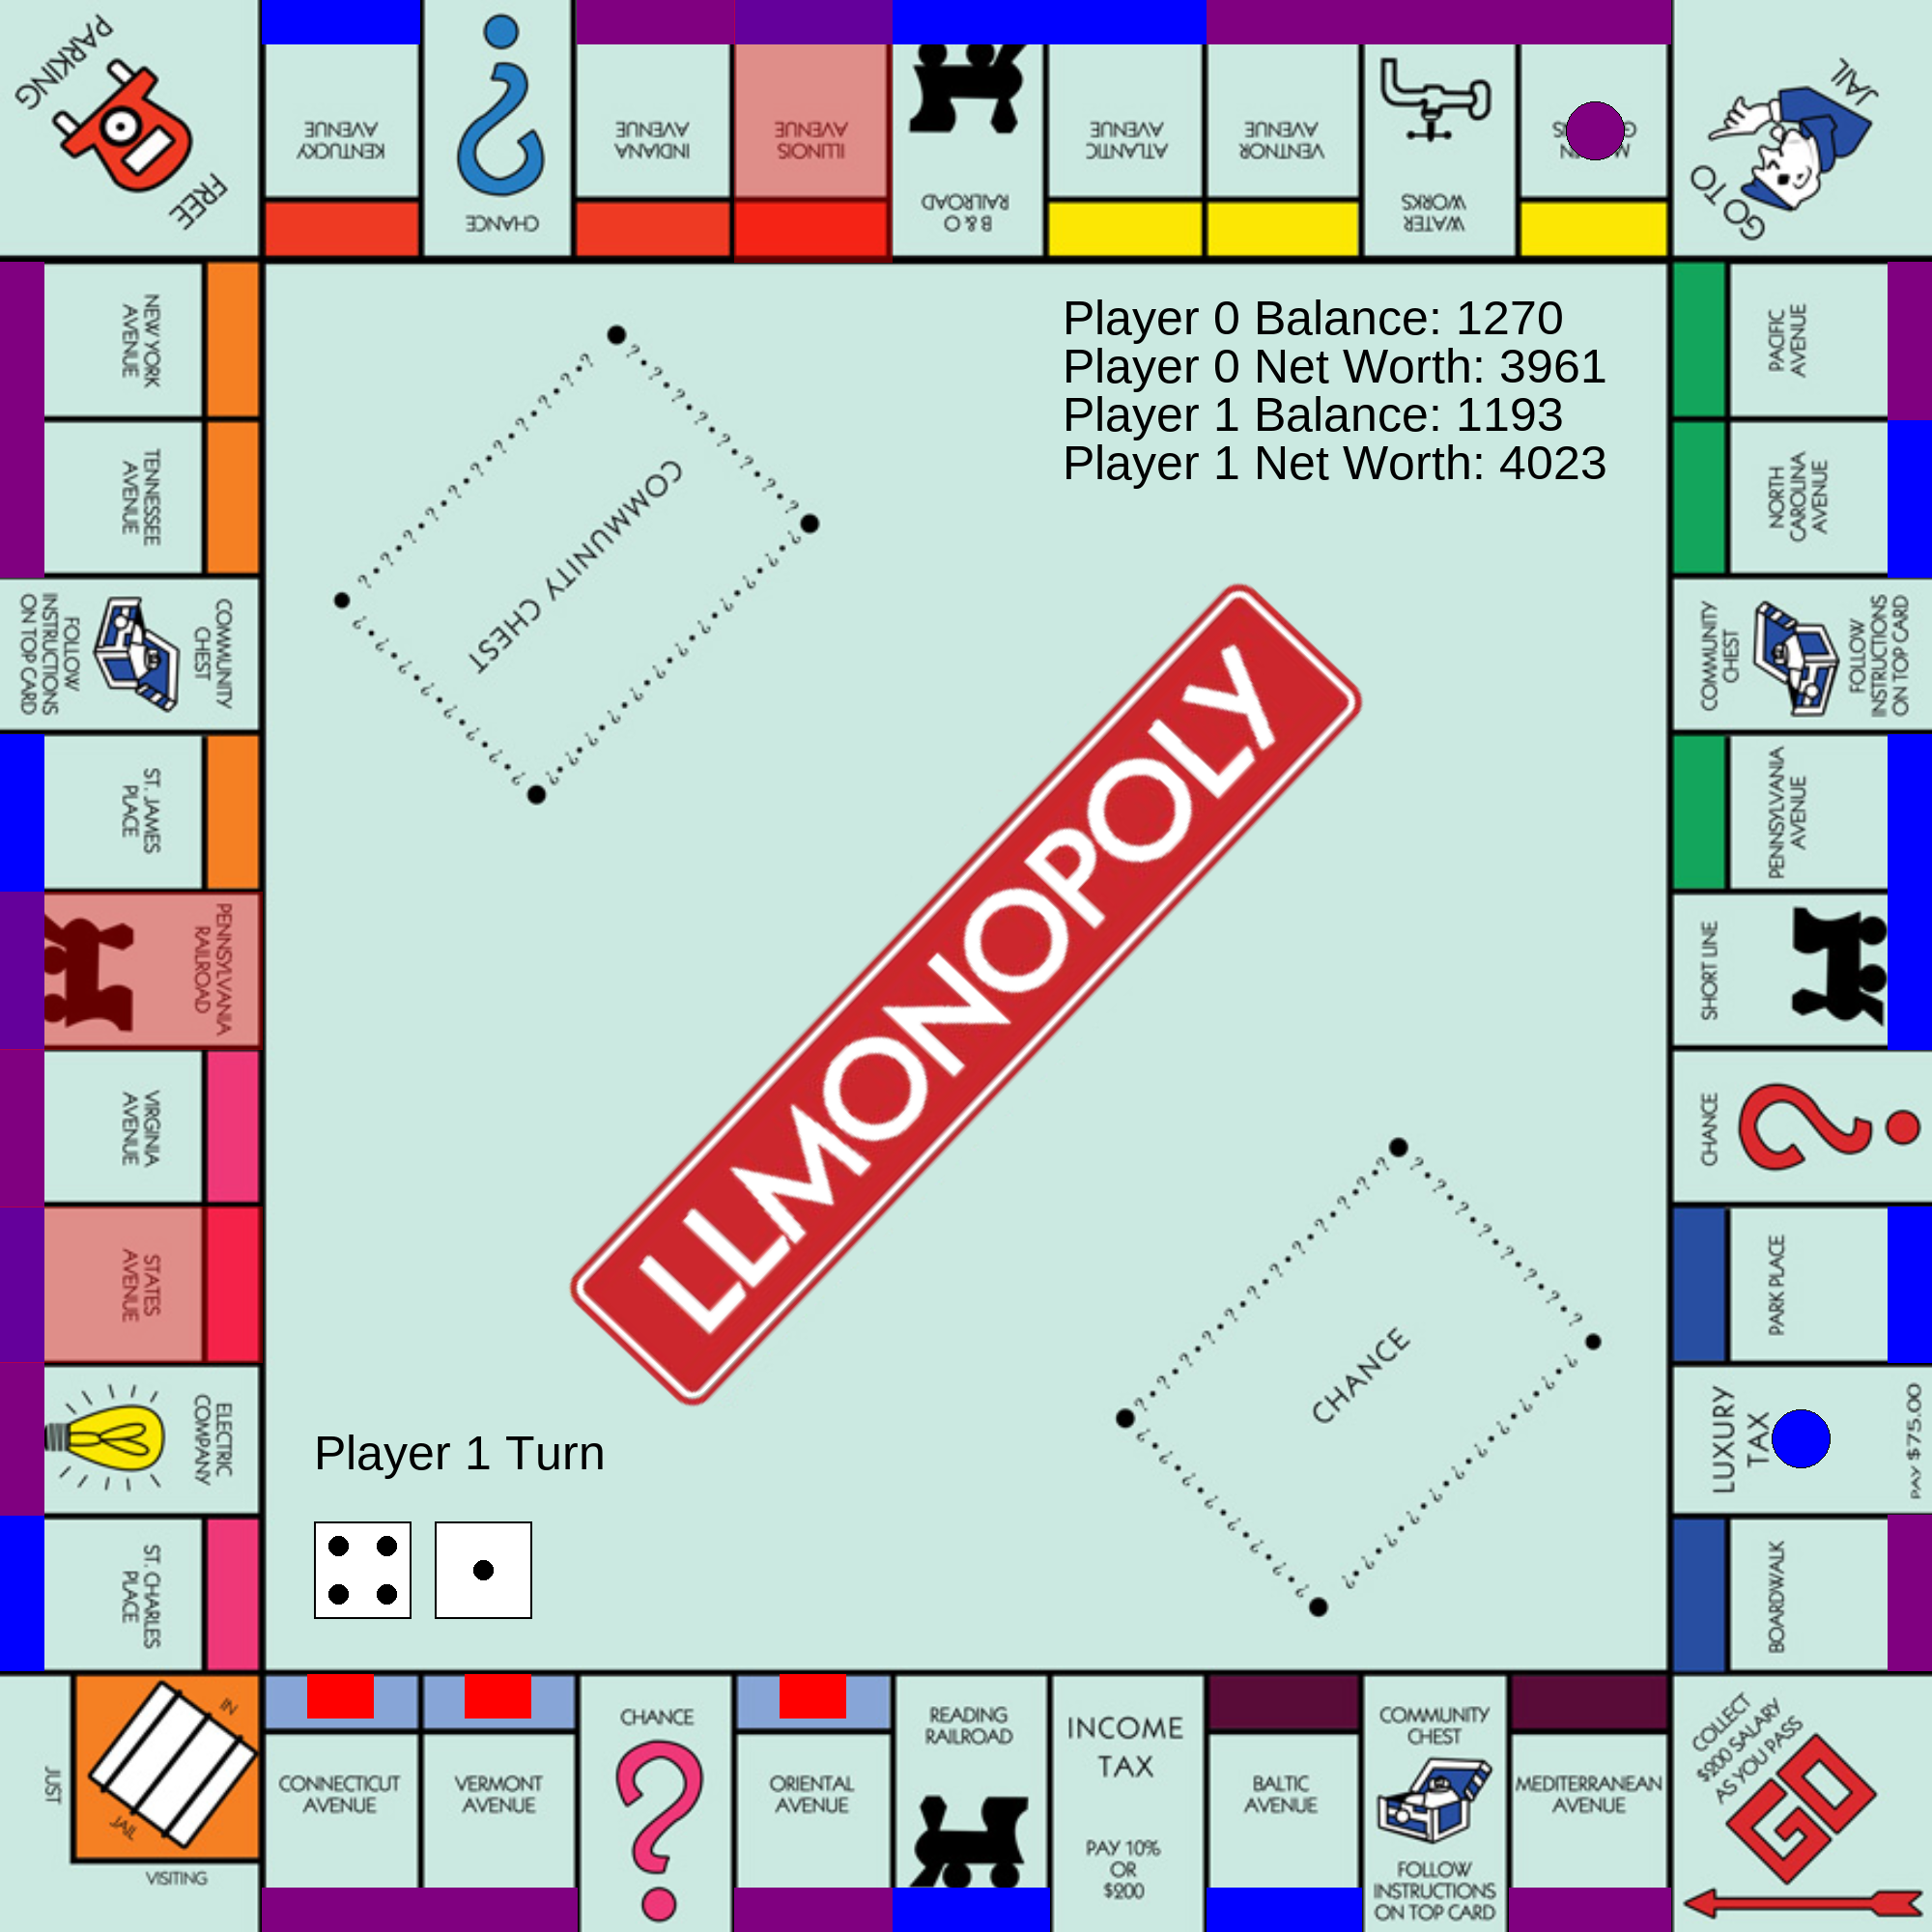 PARKING
FREE
KENTUCKY
AVENUE
CHANCE
INDIANA
AVENUE
ILLINOIS
AVENUE
B & O
RAILROAD
ATLANTIC
AVENUE
VENTNOR
AVENUE
WATER
WORKS
GO TO
JAIL
NEW YORK
AVENUE
TENNESSEE
AVENUE
COMMUNITY
CHEST
FOLLOW
INSTRUCTIONS
ON TOP CARD
ST. JAMES
PLACE
PENNSYLVANIA
RAILROAD
VIRGINIA
AVENUE
STATES
AVENUE
ELECTRIC
COMPANY
ST. CHARLES
PLACE
Player 0 Balance: 1270
Player 0 Net Worth: 3961
Player 1 Balance: 1193
Player 1 Net Worth: 4023
COMMUNITY CHEST
LLMONOPOLY
CHANCE
Player 1 Turn
PACIFIC
AVENUE
NORTH
CAROLINA
AVENUE
COMMUNITY
CHEST
FOLLOW
INSTRUCTIONS
ON TOP CARD
PENNSYLVANIA
AVENUE
SHORT LINE
CHANCE
PARK PLACE
LUXURY
TAX
PAY $75.00
BOARDWALK
JUST
VISITING
IN
JAIL
CONNECTICUT
AVENUE
VERMONT
AVENUE
CHANCE
ORIENTAL
AVENUE
READING
RAILROAD
INCOME
TAX
PAY 10%
OR
$200
BALTIC
AVENUE
COMMUNITY
CHEST
FOLLOW
INSTRUCTIONS
ON TOP CARD
MEDITERRANEAN
AVENUE
COLLECT
$200 SALARY
AS YOU PASS
GO